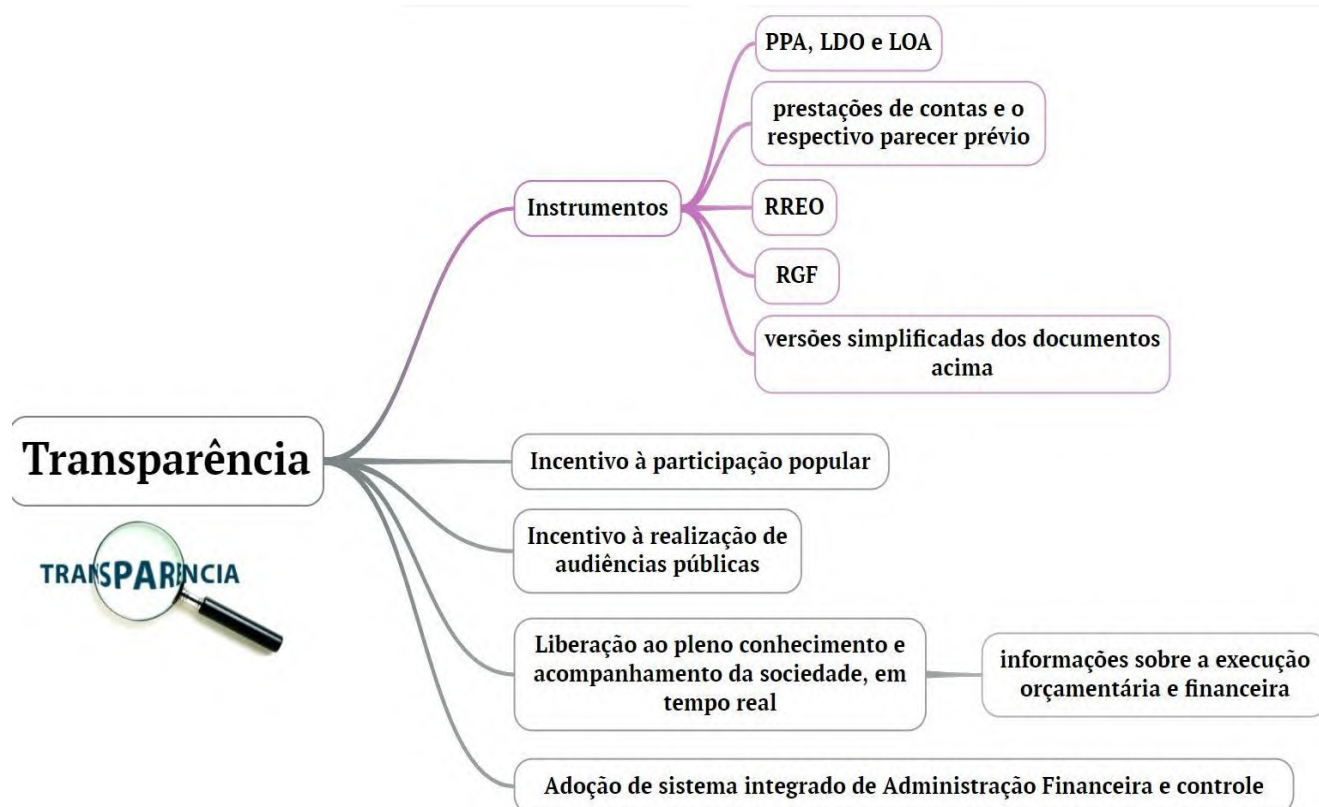 PPA, LDO e LOA
prestações de contas e o
respectivo parecer prévio
Instrumentos
RREO
RGF
versões simplificadas dos documentos
acima
Transparência
TRANSPARENCIA
Incentivo à participação popular
Incentivo à realização de
audiências públicas
Liberação ao pleno conhecimento e
acompanhamento da sociedade, em
tempo real
informações sobre a execução
orçamentária e financeira
Adoção de sistema integrado de Administração Financeira e controle